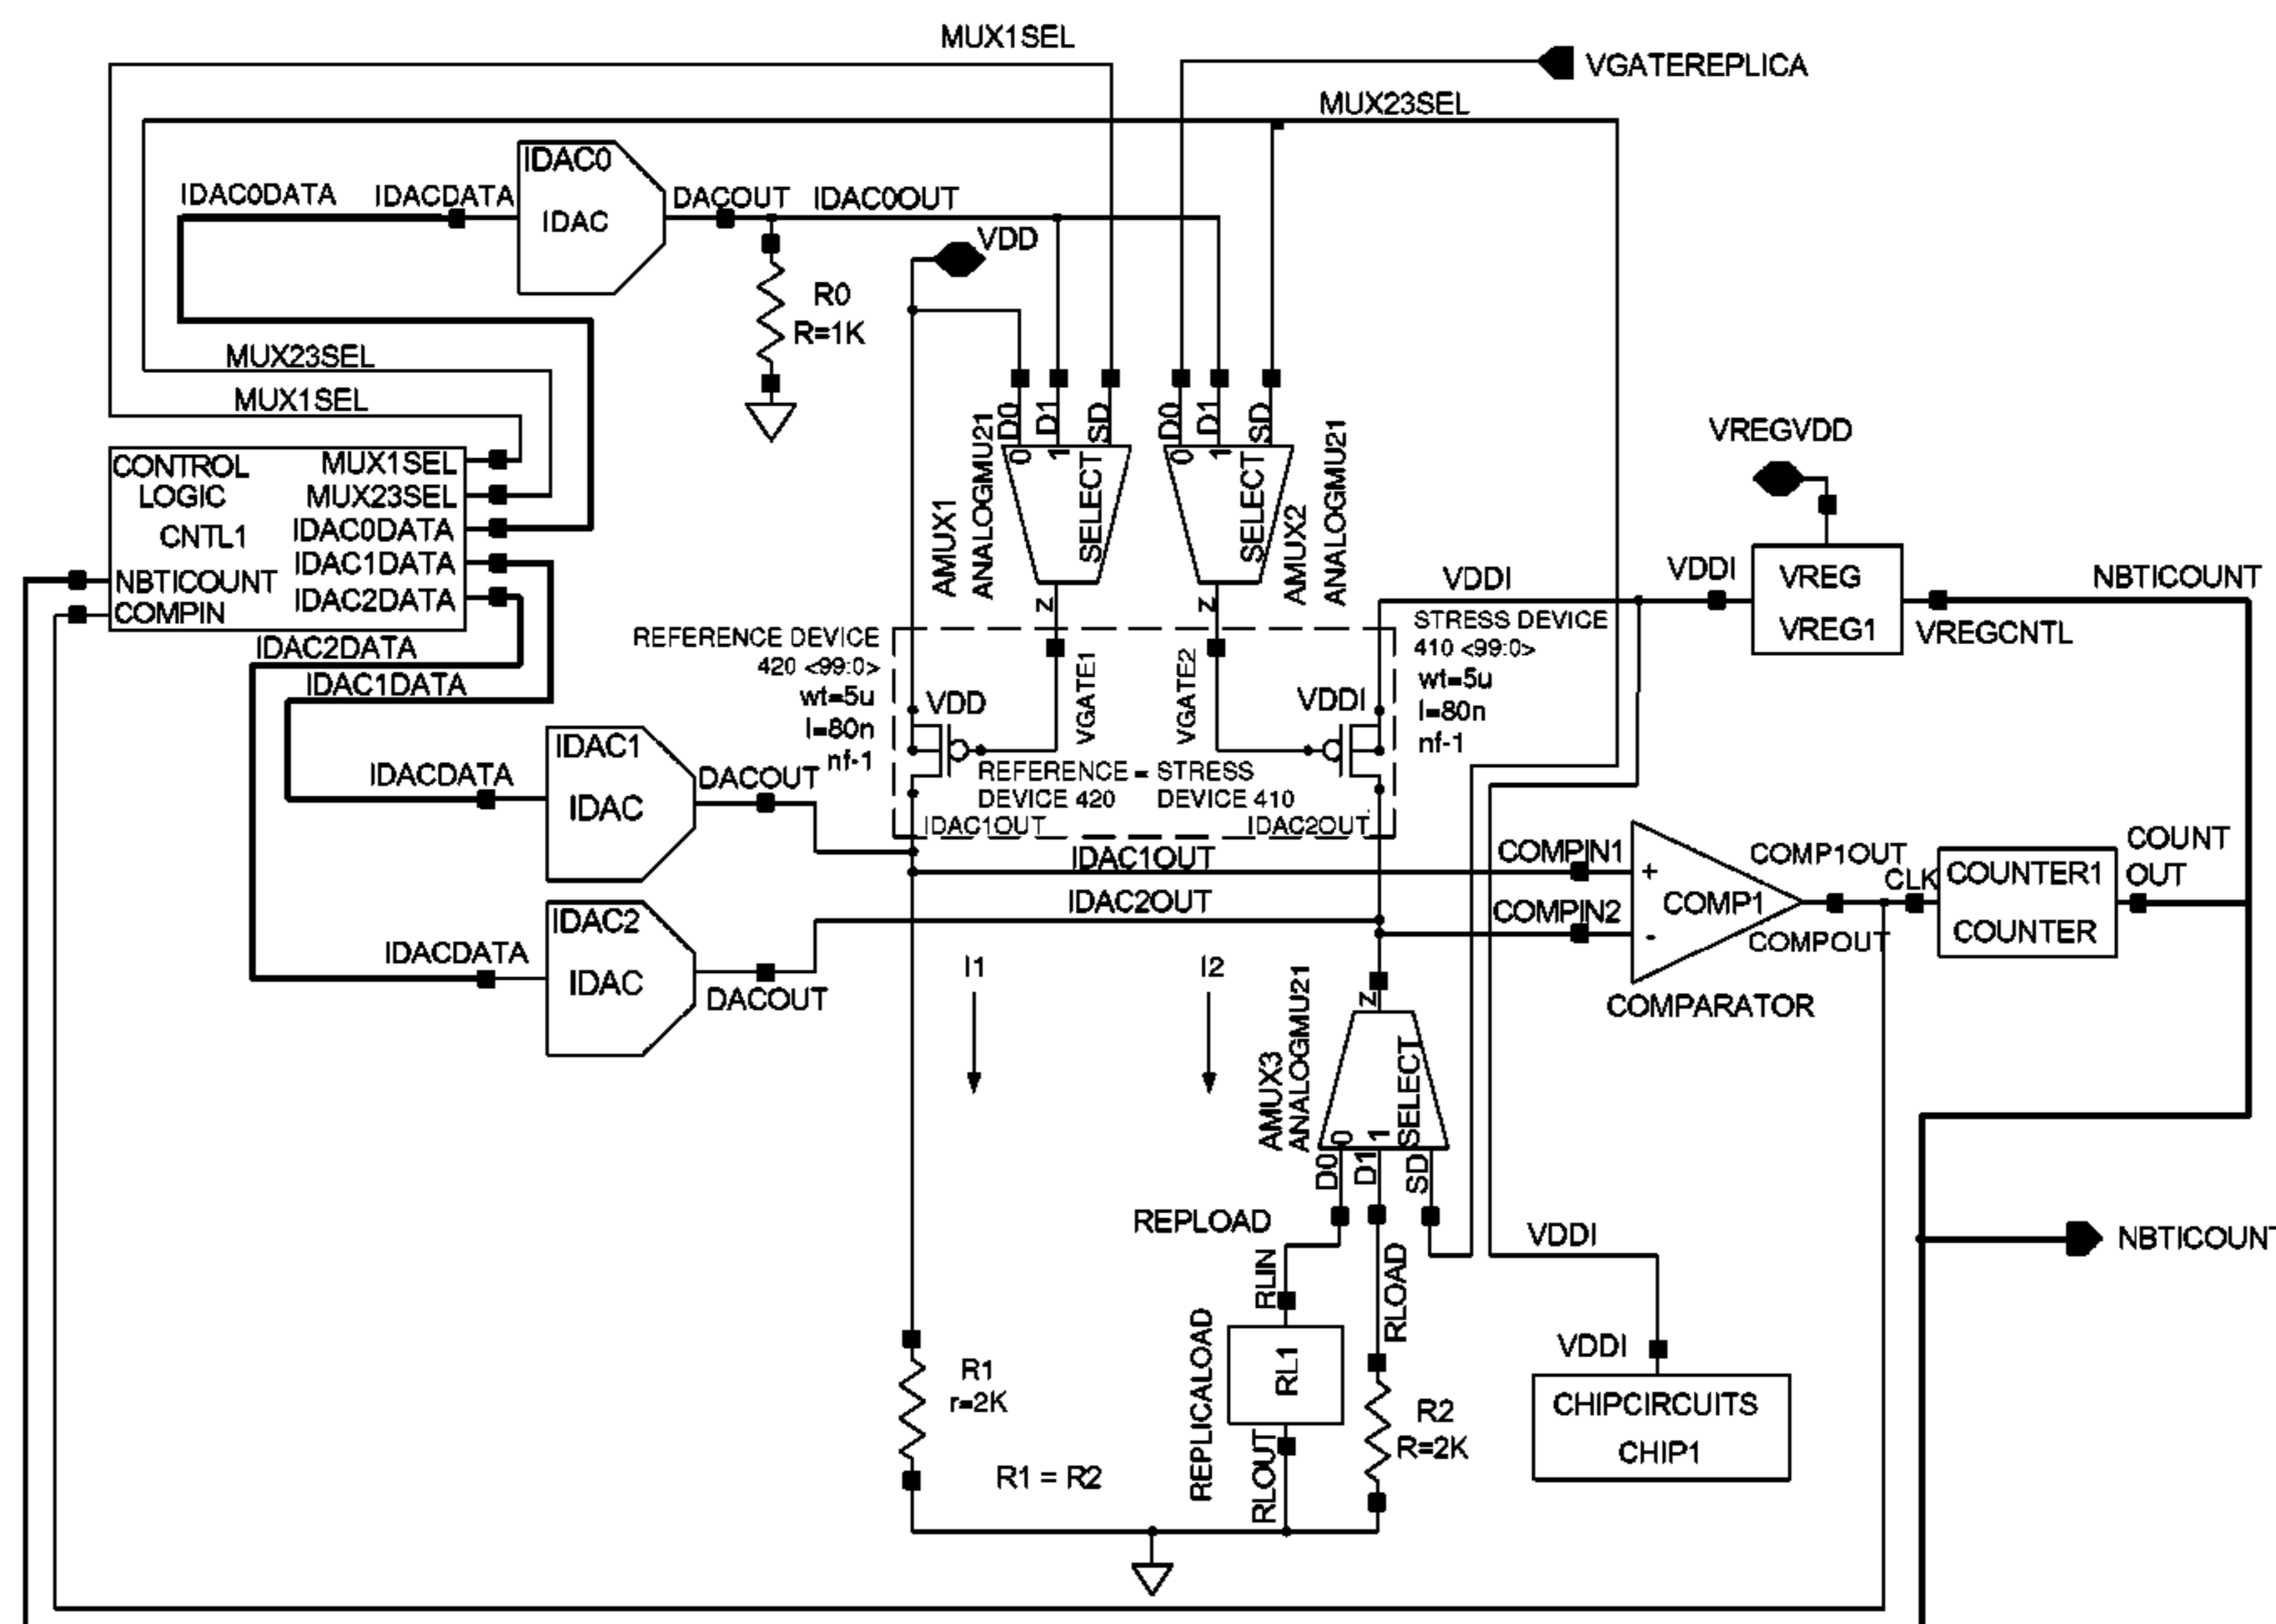 MUX1SEL
VGATEREPLICA
MUX23SEL
IDAC0
IDAC
IDAC0DATA
IDACDATA
DACOUT
IDAC0OUT
VDD
R0
R=1K
MUX23SEL
MUX1SEL
CONTROL
LOGIC
CNTL1
MUX1SEL
MUX23SEL
IDAC0DATA
IDAC1DATA
IDAC2DATA
NBTICOUNT
COMPIN
IDAC2DATA
IDAC1DATA
D0
D1
SD
0
1
SELECT
Z
AMUX1
ANALOGMU21
D0
D1
SD
0
1
SELECT
Z
AMUX2
ANALOGMU21
VREGVDD
VDDI
VDDI
VREG
VREG1
NBTICOUNT
VREGCNTL
REFERENCE DEVICE
420 <99:0>
wt=5u
l=80n
nf-1
VDD
VGATE1
VGATE2
VDDI
STRESS DEVICE
410 <99:0>
wt=5u
l=80n
nf-1
REFERENCE = STRESS
DEVICE 420 DEVICE 410
IDAC1OUT
IDAC2OUT
IDAC1
IDAC
IDACDATA
DACOUT
IDAC2
IDAC
IDACDATA
DACOUT
IDAC1OUT
IDAC2OUT
COMPIN1
COMPIN2
+
-
COMP1
COMP1OUT
COMPOUT
COMPARATOR
CLK
COUNTER1
COUNTER
COUNT
OUT
I1
I2
Z
AMUX3
ANALOGMU21
SELECT
0
1
D0
D1
SD
REPLOAD
RLIN
RLOAD
REPLICALOAD
RL1
RLOUT
R1
r=2K
R1 = R2
R2
R=2K
VDDI
VDDI
CHIPCIRCUITS
CHIP1
NBTICOUNT